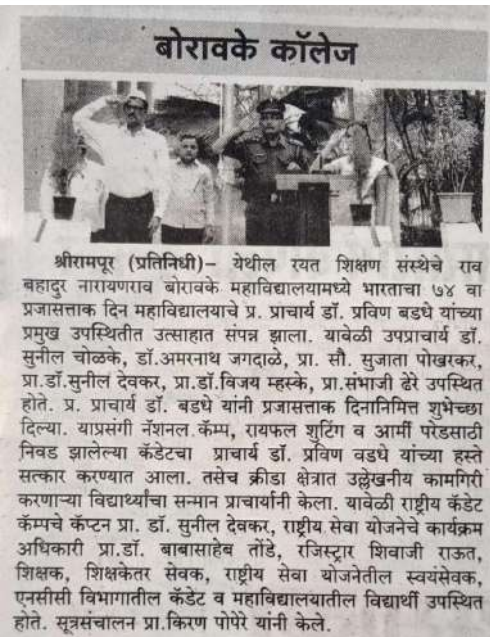 बोरावके कॉलेज
श्रीरामपूर (प्रतिनिधी)– येथील रयत शिक्षण संस्थेचे राव
बहादुर नारायणराव बोरावके महाविद्यालयामध्ये भारताचा ७४ वा
प्रजासत्ताक दिन महाविद्यालयाचे प्र. प्राचार्य डॉ. प्रविण बडधे यांच्या
प्रमुख उपस्थितीत उत्साहात संपन्न झाला. यावेळी उपप्राचार्य डॉ.
सुनील चोळके, डॉ.अमरनाथ जगदाळे, प्रा. सौ. सुजाता पोखरकर,
प्रा.डॉ.सुनील देवकर, प्रा.डॉ.विजय म्हस्के, प्रा.संभाजी ढेरे उपस्थित
होते. प्र. प्राचार्य डॉ. बडधे यांनी प्रजासत्ताक दिनानिमित्त शुभेच्छा
दिल्या. याप्रसंगी नॅशनल कॅम्प, रायफल शुटिंग व आर्मी परेडसाठी
निवड झालेल्या कॅडेटचा प्राचार्य डॉ. प्रविण वडधे यांच्या हस्ते
सत्कार करण्यात आला. तसेच क्रीडा क्षेत्रात उल्लेखनीय कामगिरी
करणाऱ्या विद्यार्थ्यांचा सन्मान प्राचार्यांनी केला. यावेळी राष्ट्रीय कॅडेट
कॅम्पचे कॅप्टन प्रा. डॉ. सुनील देवकर, राष्ट्रीय सेवा योजनेचे कार्यक्रम
अधिकारी प्रा.डॉ. बाबासाहेब तोंडे, रजिस्ट्रार शिवाजी राऊत,
शिक्षक, शिक्षकेतर सेवक, राष्ट्रीय सेवा योजनेतील स्वयंसेवक,
एनसीसी विभागातील कॅडेट व महाविद्यालयातील विद्यार्थी उपस्थित
होते. सूत्रसंचालन प्रा.किरण पोपेरे यांनी केले.